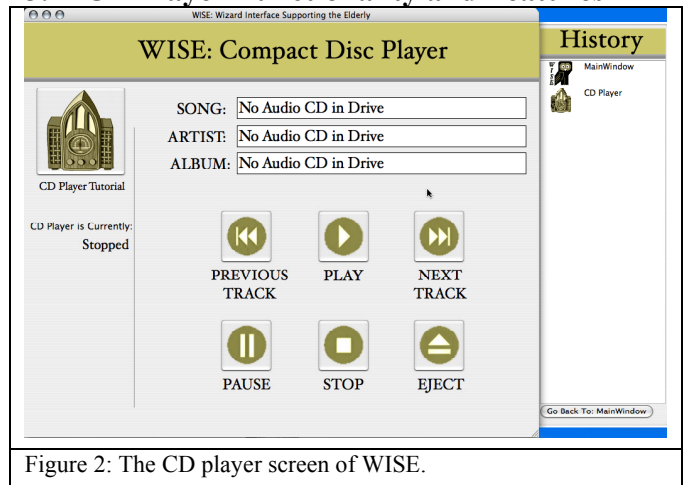 WISE: Wizard Interface Supporting the Elderly
WISE: Compact Disc Player
History
WISE
MainWindow
CD Player
CD Player Tutorial
CD Player is Currently:
Stopped
SONG: No Audio CD in Drive
ARTIST: No Audio CD in Drive
ALBUM: No Audio CD in Drive
PREVIOUS TRACK
PLAY
NEXT TRACK
PAUSE
STOP
EJECT
Go Back To: MainWindow
Figure 2: The CD player screen of WISE.